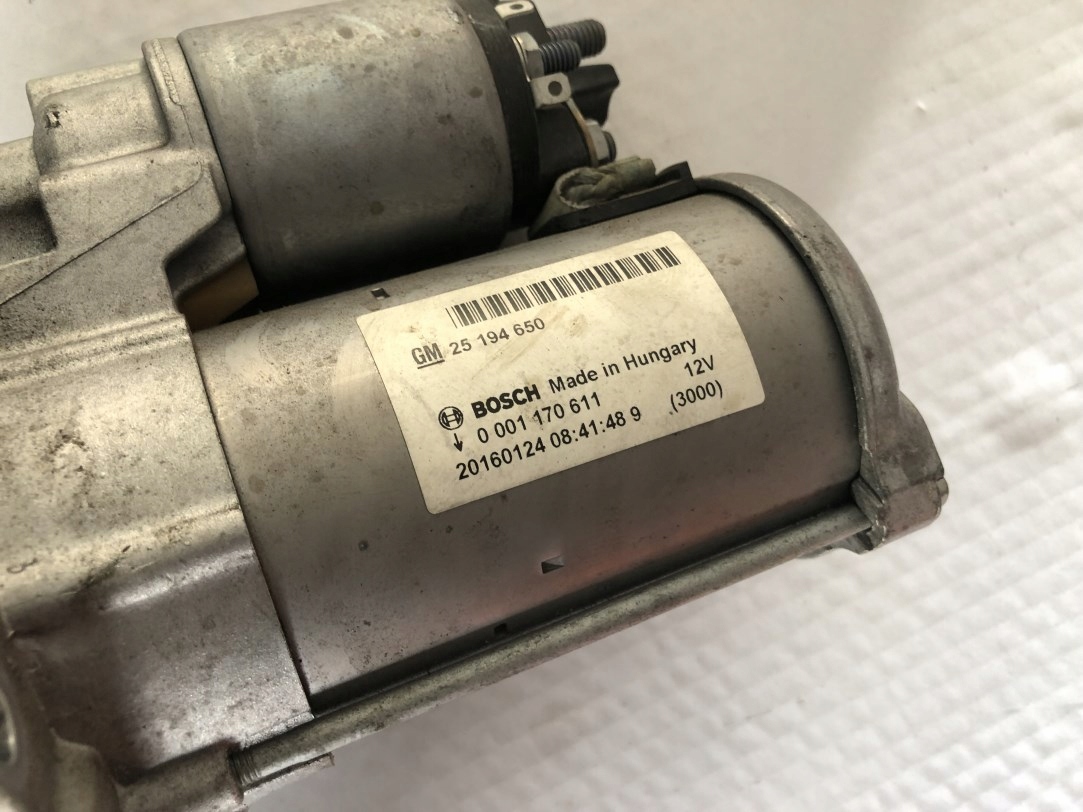 GM 25 194 650
BOSCH Made in Hungary
0 001 170 611 12V
20160124 08:41:48 9 (3000)